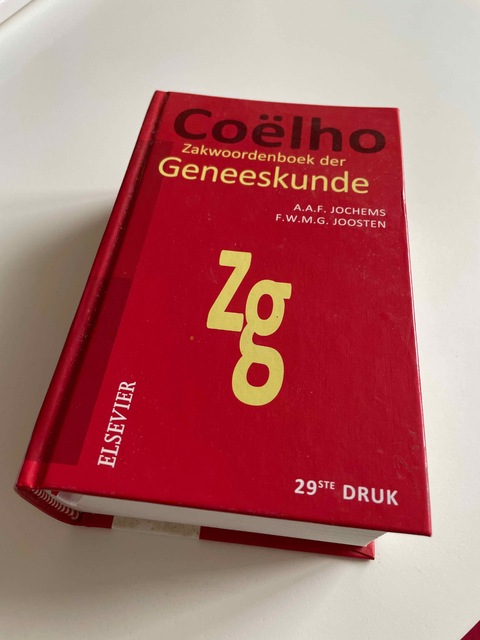 Coëlho
Zakwoordenboek der
Geneeskunde
A.A.F. JOCHEMS
F.W.M.G. JOOSTEN
Zg
ELSEVIER
29STE DRUK